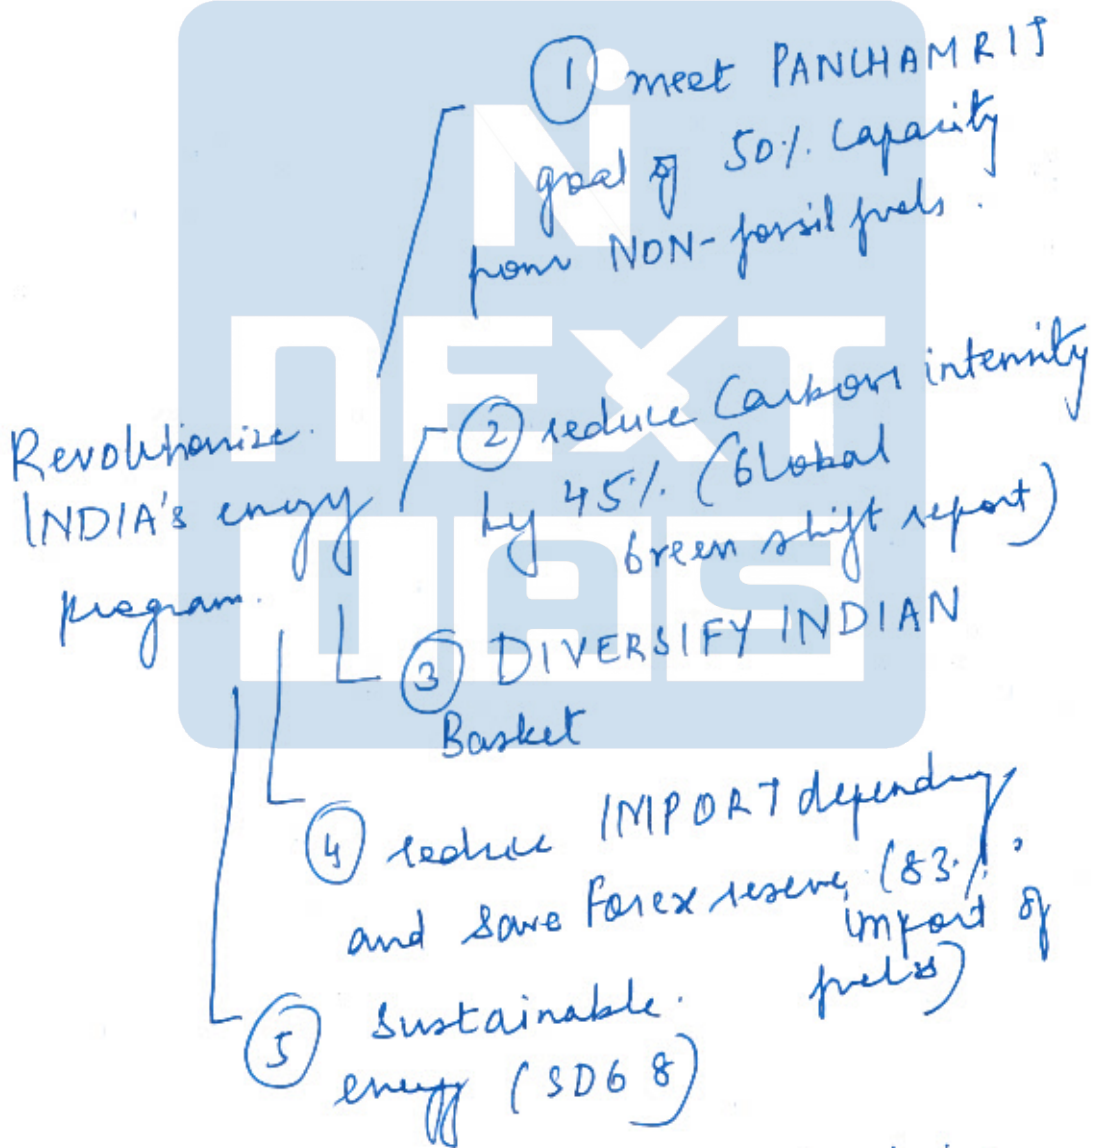 ① meet PANCHAMRIT
goal of 50% capacity
from NON-fossil fuels.
Revolutionize
INDIA's energy
program.
② reduce Carbon intensity
by 45% (Global
Green shift report)
③ DIVERSIFY INDIAN
Basket
④ reduce IMPORT dependency
and save Forex reserve (83%
import of
fuels)
⑤ Sustainable
energy (SDG 8)
NEXT
IAS